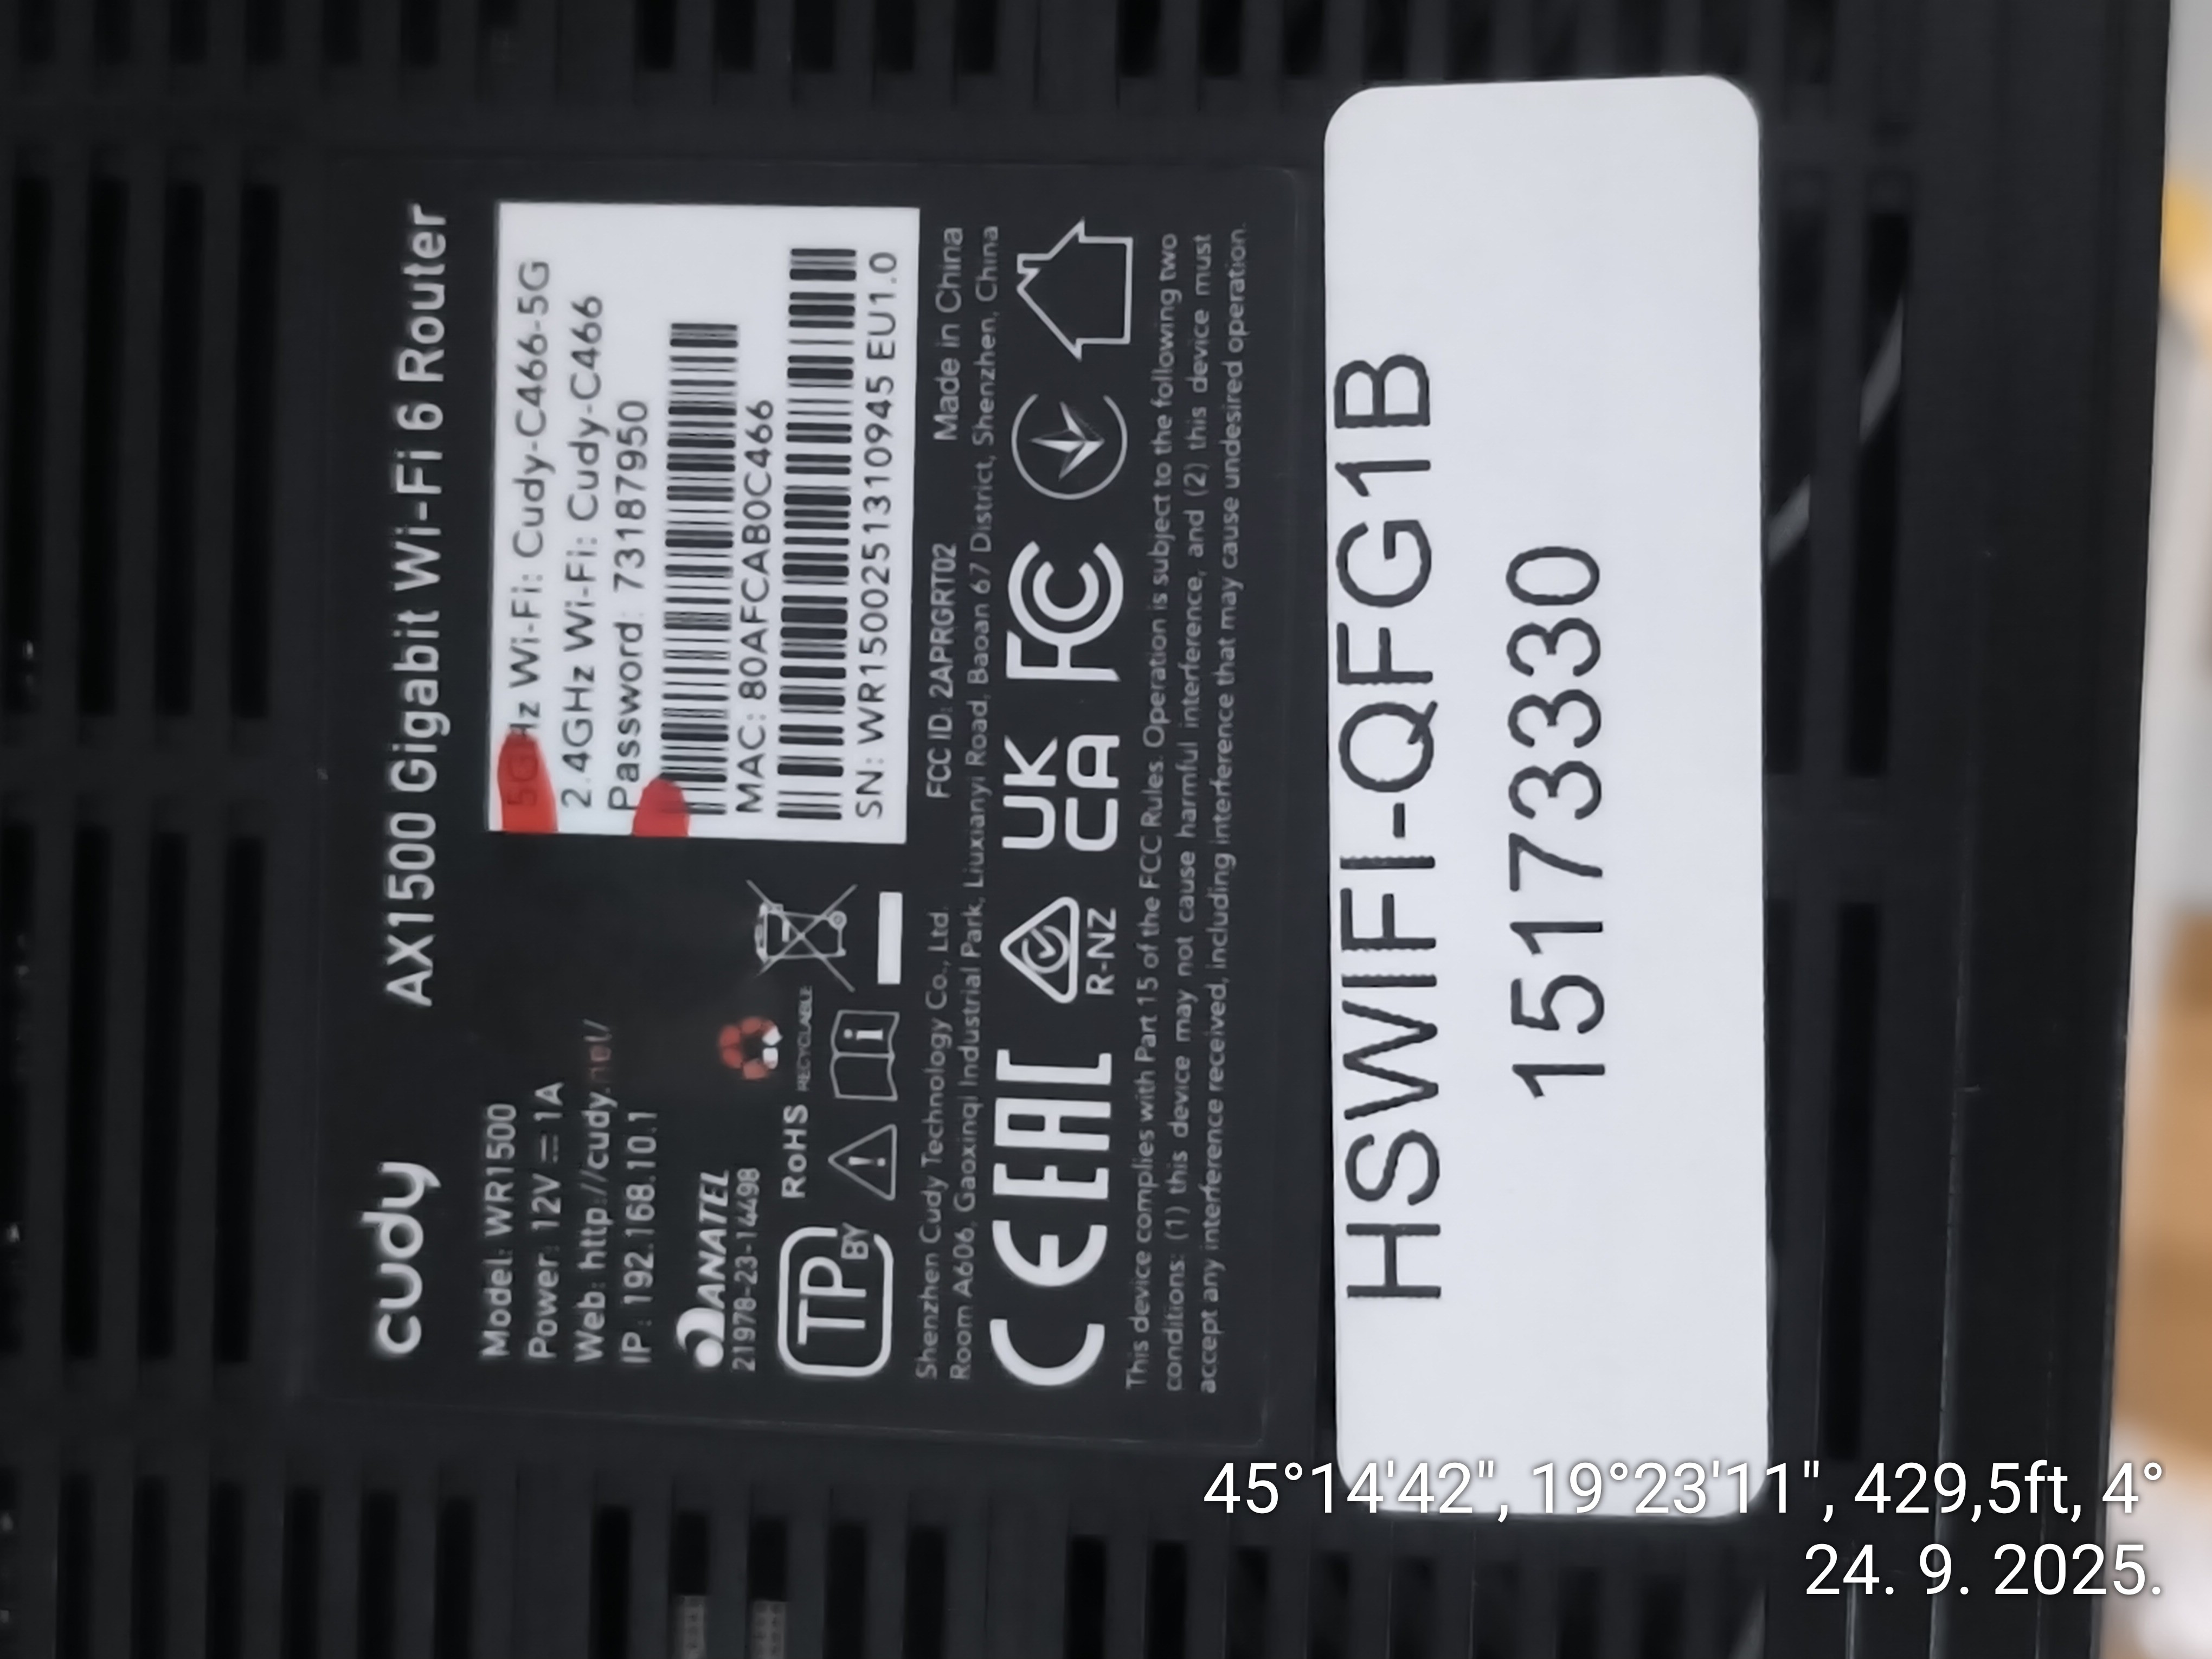 cudy AX1500 Gigabit Wi-Fi 6 Router
Model: WR1500
Power: 12V ⎓ 1A
Web: http://cudy.net/
IP: 192.168.10.1
5GHz Wi-Fi: Cudy-C466-5G
2.4GHz Wi-Fi: Cudy-C466
Password: 73187950
MAC: 80AFCAB0C466
SN: WR1500251310945 EU1.0
ANATEL
21978-23-14498
RoHS
RECYCLABLE
TP BY
Shenzhen Cudy Technology Co., Ltd. FCC ID: 2APRGRT02 Made in China
Room A606, Gaoxinqi Industrial Park, Liuxianyi Road, Baoan 67 District, Shenzhen, China
CE EAC R-NZ UK CA FC
This device complies with Part 15 of the FCC Rules. Operation is subject to the following two
conditions: (1) this device may not cause harmful interference, and (2) this device must
accept any interference received, including interference that may cause undesired operation.
HSWIFI-QFG1B
15173330
45°14'42", 19°23'11", 429,5ft, 4°
24. 9. 2025.